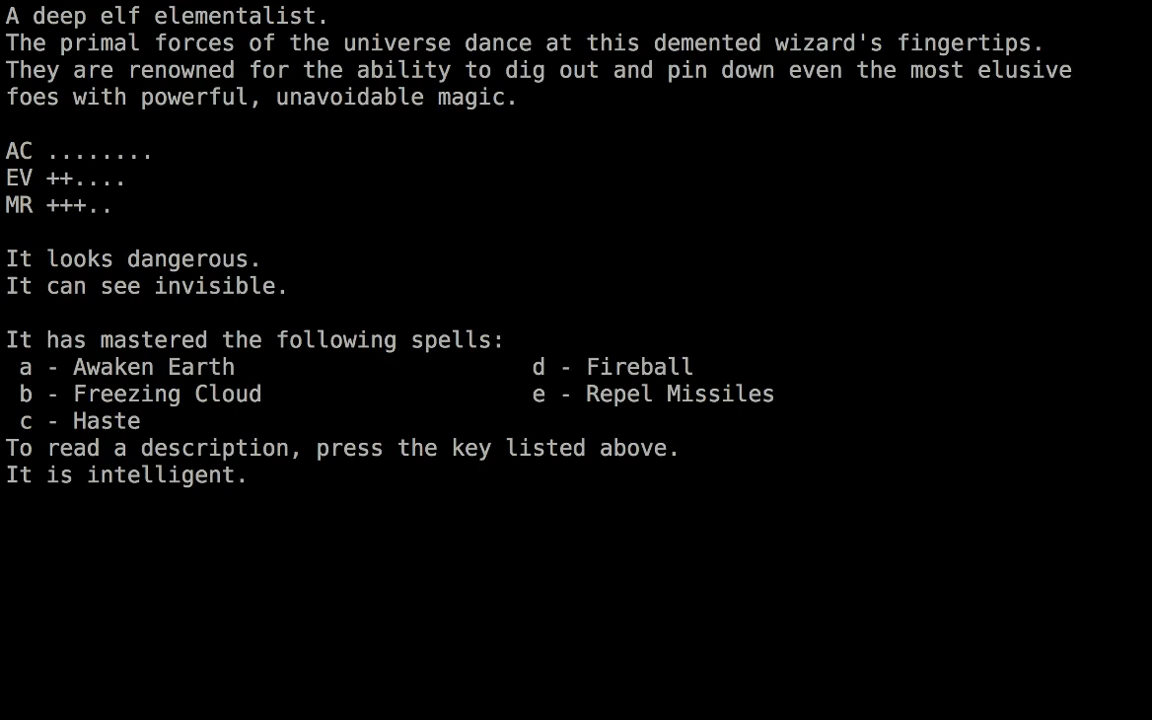 A deep elf elementalist.
The primal forces of the universe dance at this demented wizard's fingertips.
They are renowned for the ability to dig out and pin down even the most elusive
foes with powerful, unavoidable magic.
AC ........
EV ++....
MR +++..
It looks dangerous.
It can see invisible.
It has mastered the following spells:
a - Awaken Earth d - Fireball
b - Freezing Cloud e - Repel Missiles
c - Haste
To read a description, press the key listed above.
It is intelligent.